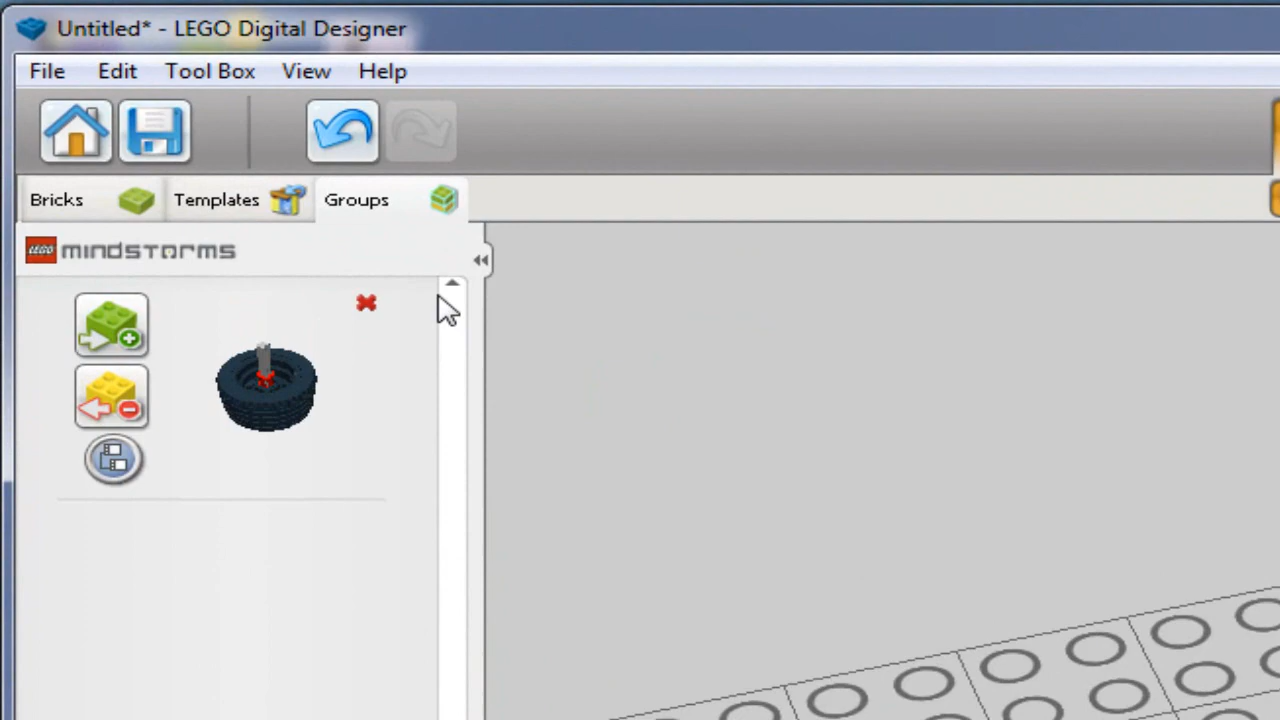 Untitled* - LEGO Digital Designer
File Edit Tool Box View Help
Bricks Templates Groups
LEGO mindstorms